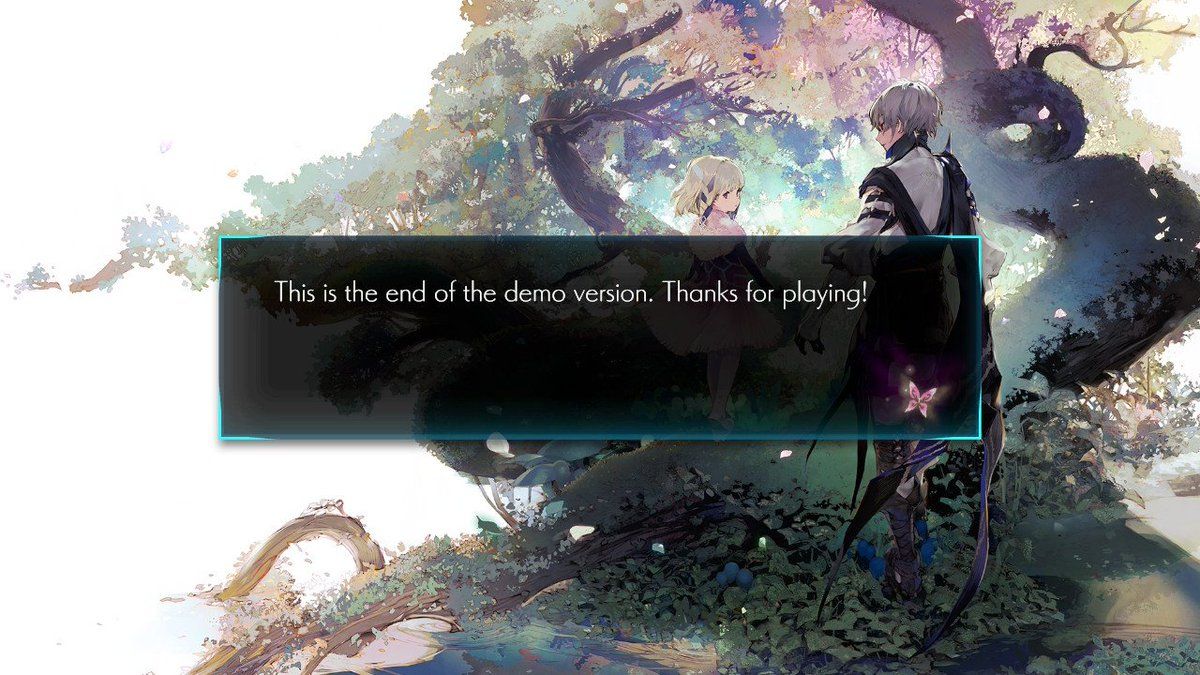 This is the end of the demo version. Thanks for playing!